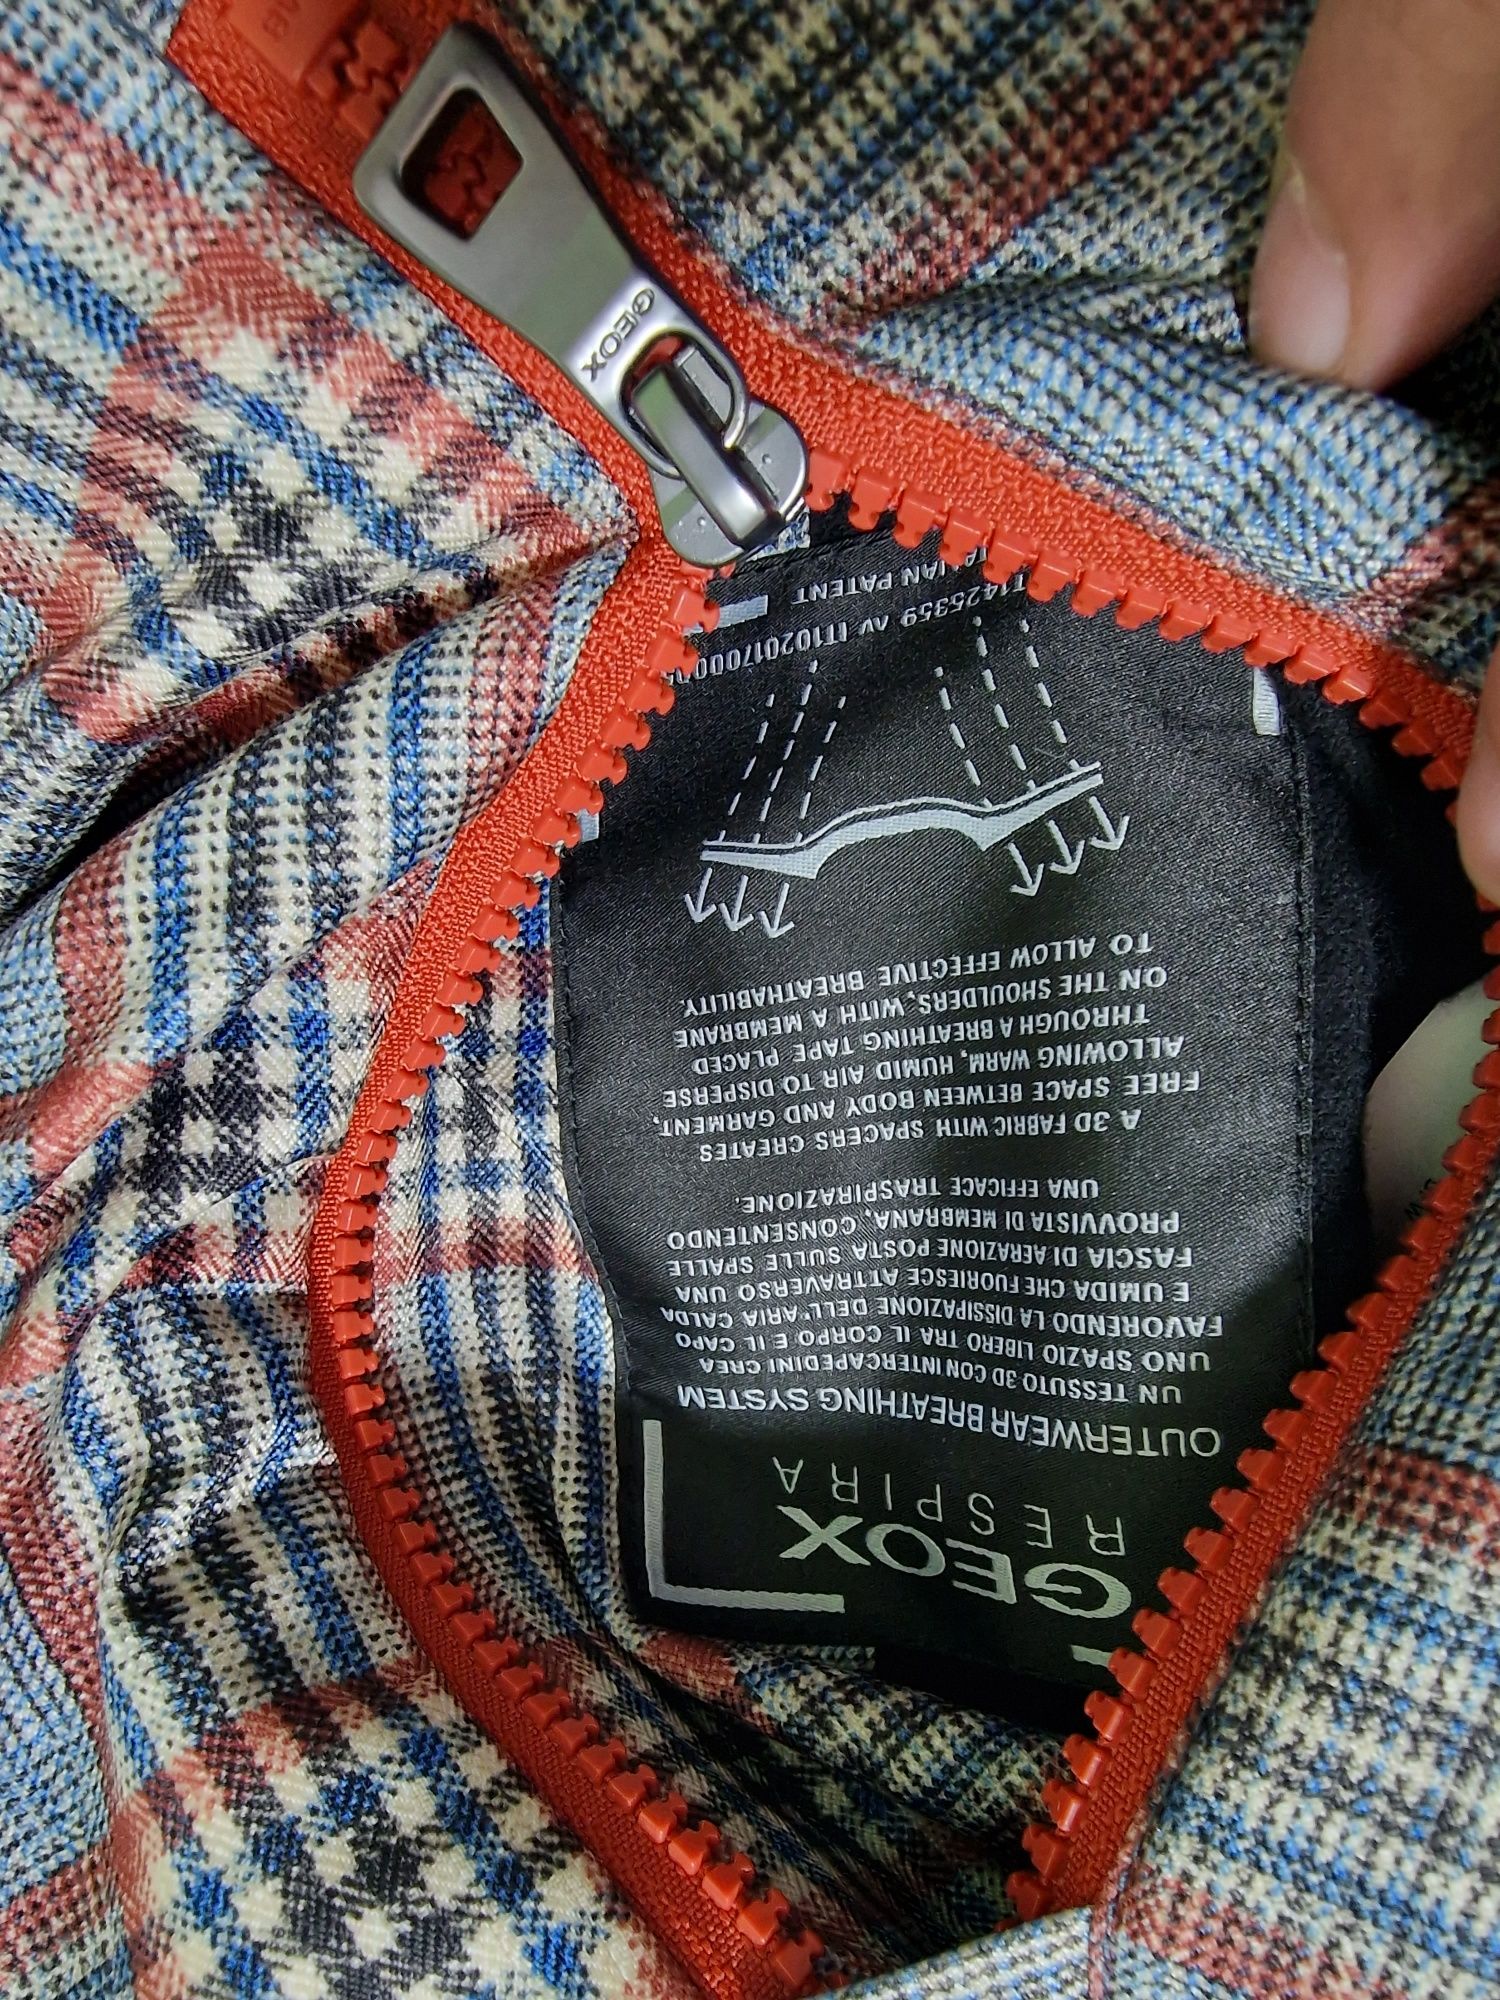 GEOX
GEOX
RESPIRA
OUTERWEAR BREATHING SYSTEM
UN TESSUTO 3D CON INTERCAPEDINI CREA
UNO SPAZIO LIBERO TRA IL CORPO E IL CAPO
FAVORENDO LA DISSIPAZIONE DELL'ARIA CALDA
E UMIDA CHE FUORIESCE ATTRAVERSO UNA
FASCIA DI AERAZIONE POSTA SULLE SPALLE
PROVVISTA DI MEMBRANA, CONSENTENDO
UNA EFFICACE TRASPIRAZIONE.
A 3D FABRIC WITH SPACERS CREATES
FREE SPACE BETWEEN BODY AND GARMENT,
ALLOWING WARM, HUMID AIR TO DISPERSE
THROUGH A BREATHING TAPE PLACED
ON THE SHOULDERS, WITH A MEMBRANE
TO ALLOW EFFECTIVE BREATHABILITY.
PATENT